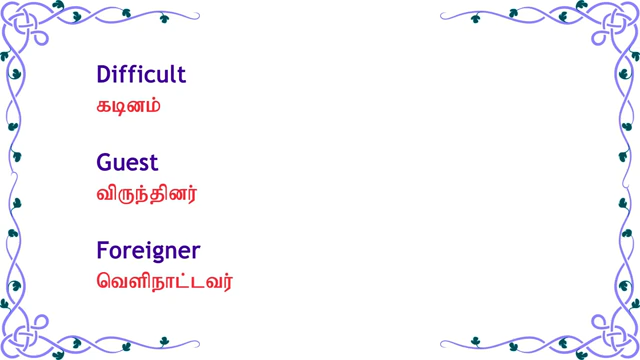 Difficult
கடினம்
Guest
விருந்தினர்
Foreigner
வெளிநாட்டவர்